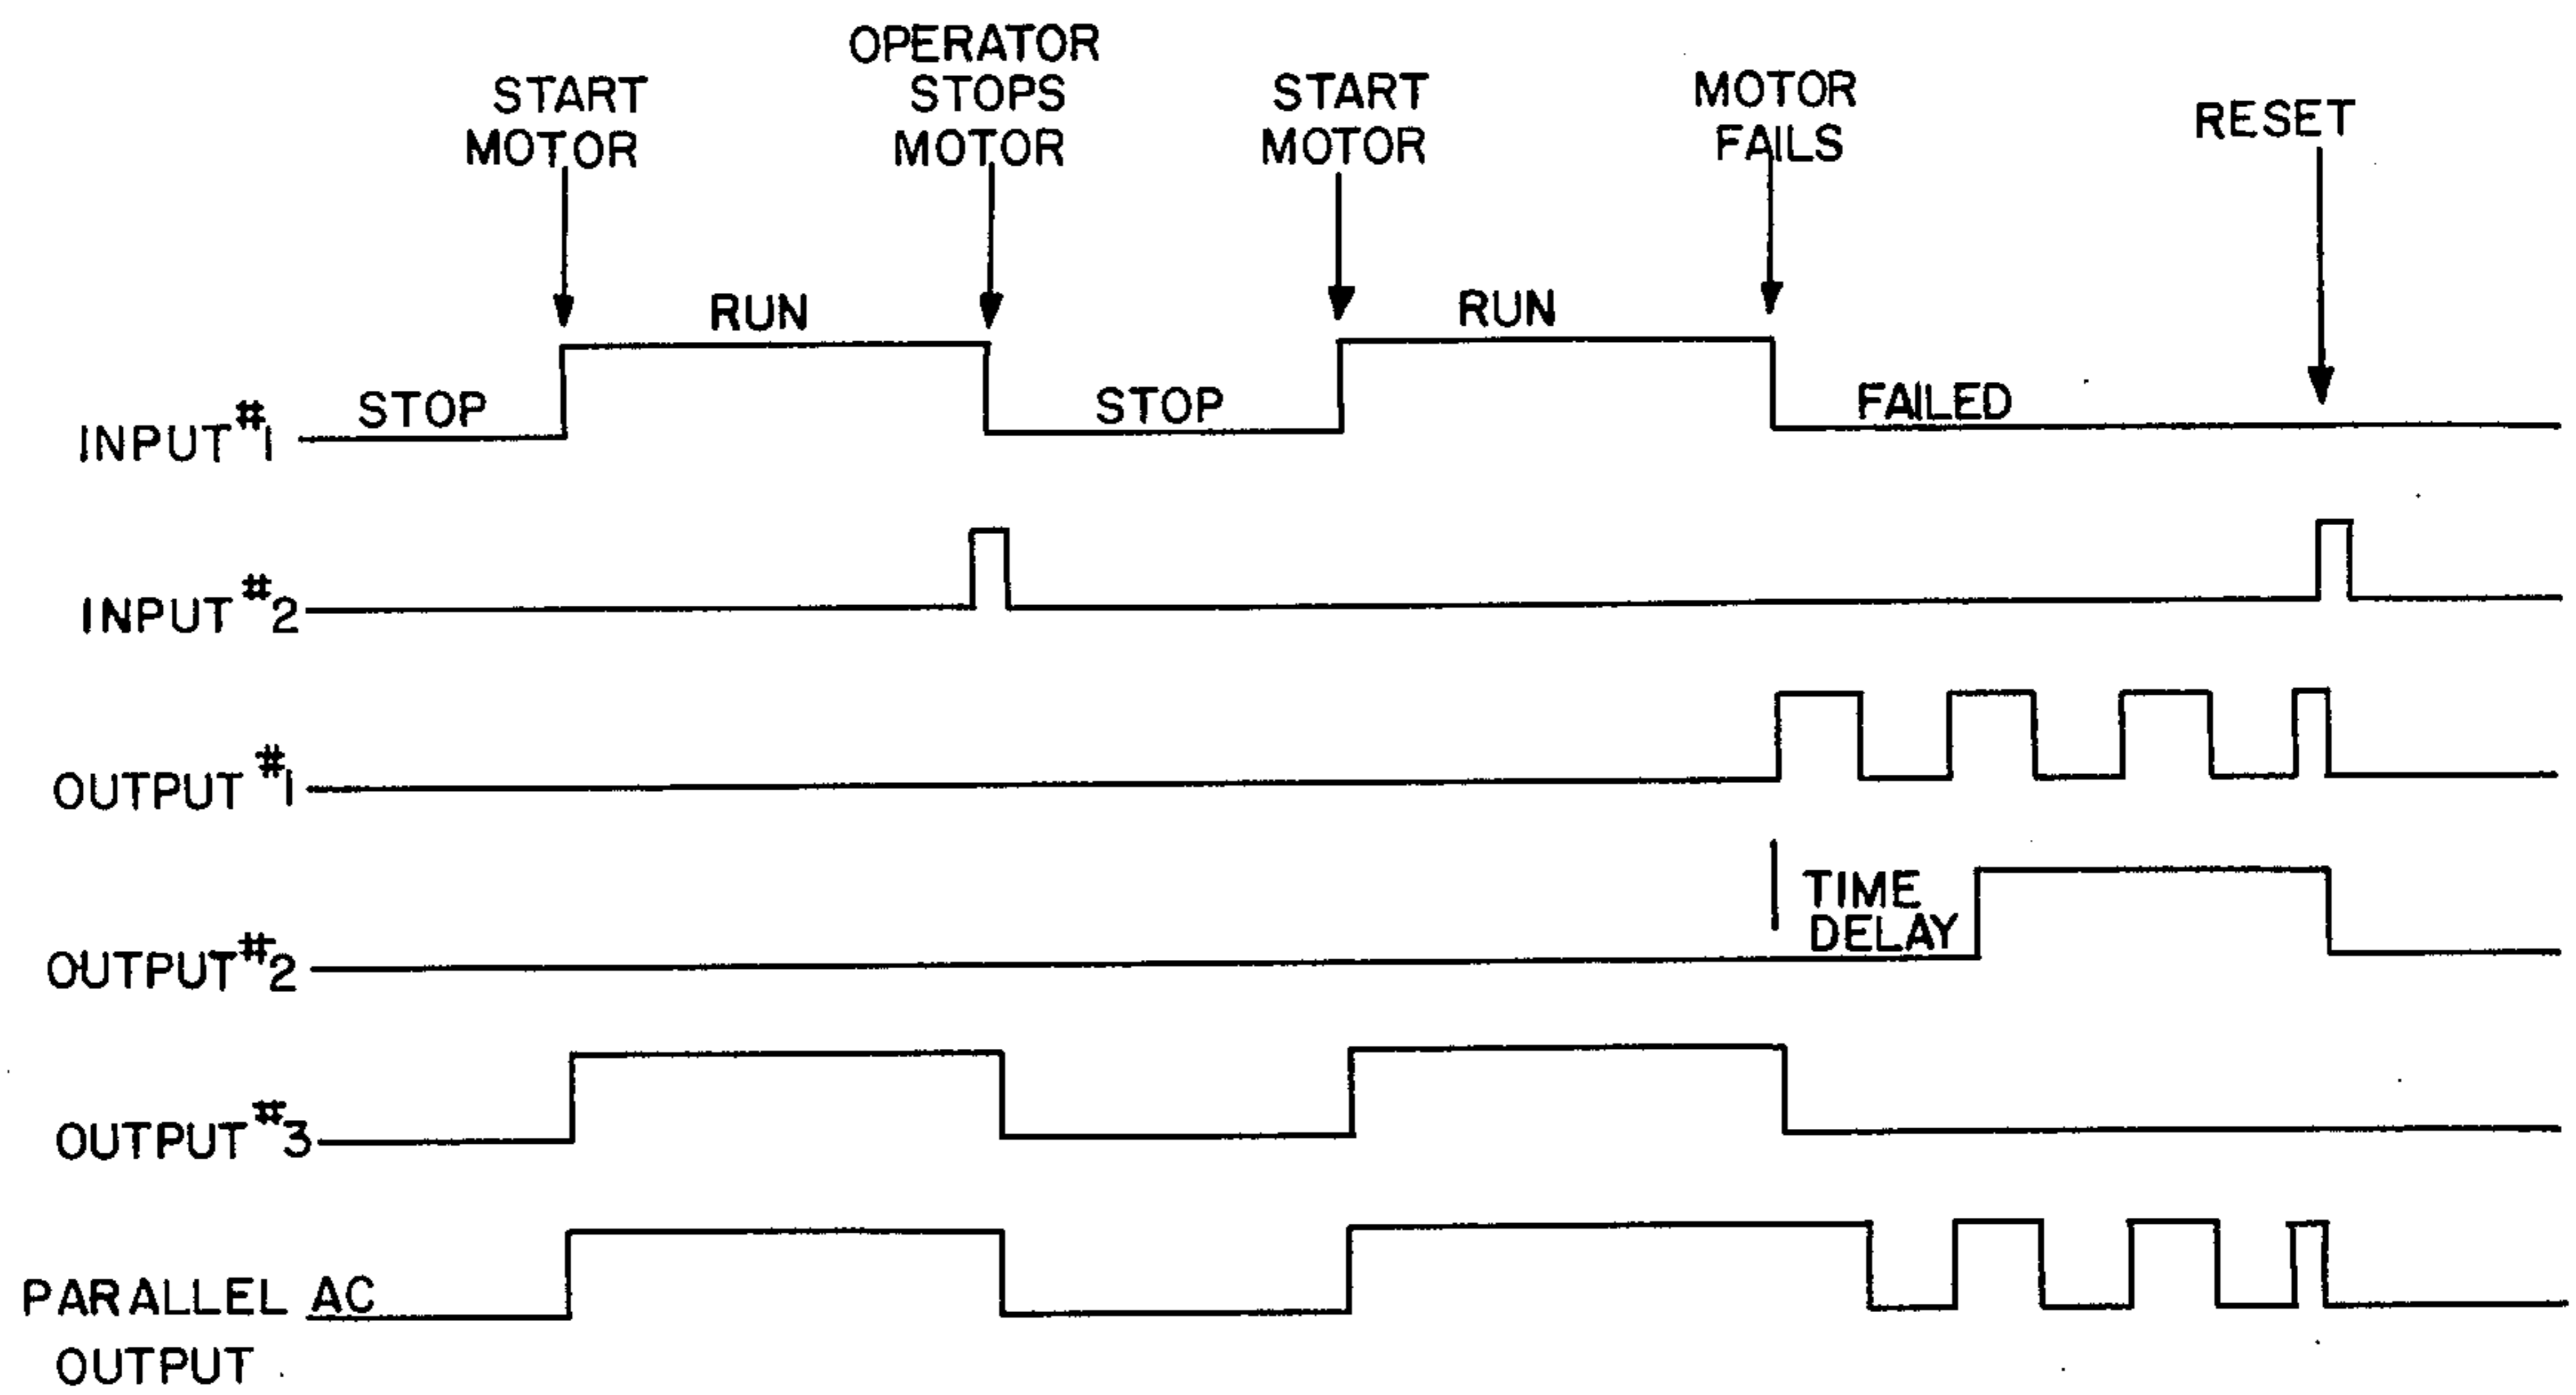 OPERATOR
STOPS
MOTOR
START
MOTOR
START
MOTOR
MOTOR
FAILS
RESET
RUN
RUN
STOP
STOP
FAILED
INPUT #1
INPUT #2
OUTPUT #1
TIME
DELAY
OUTPUT #2
OUTPUT #3
PARALLEL AC
OUTPUT